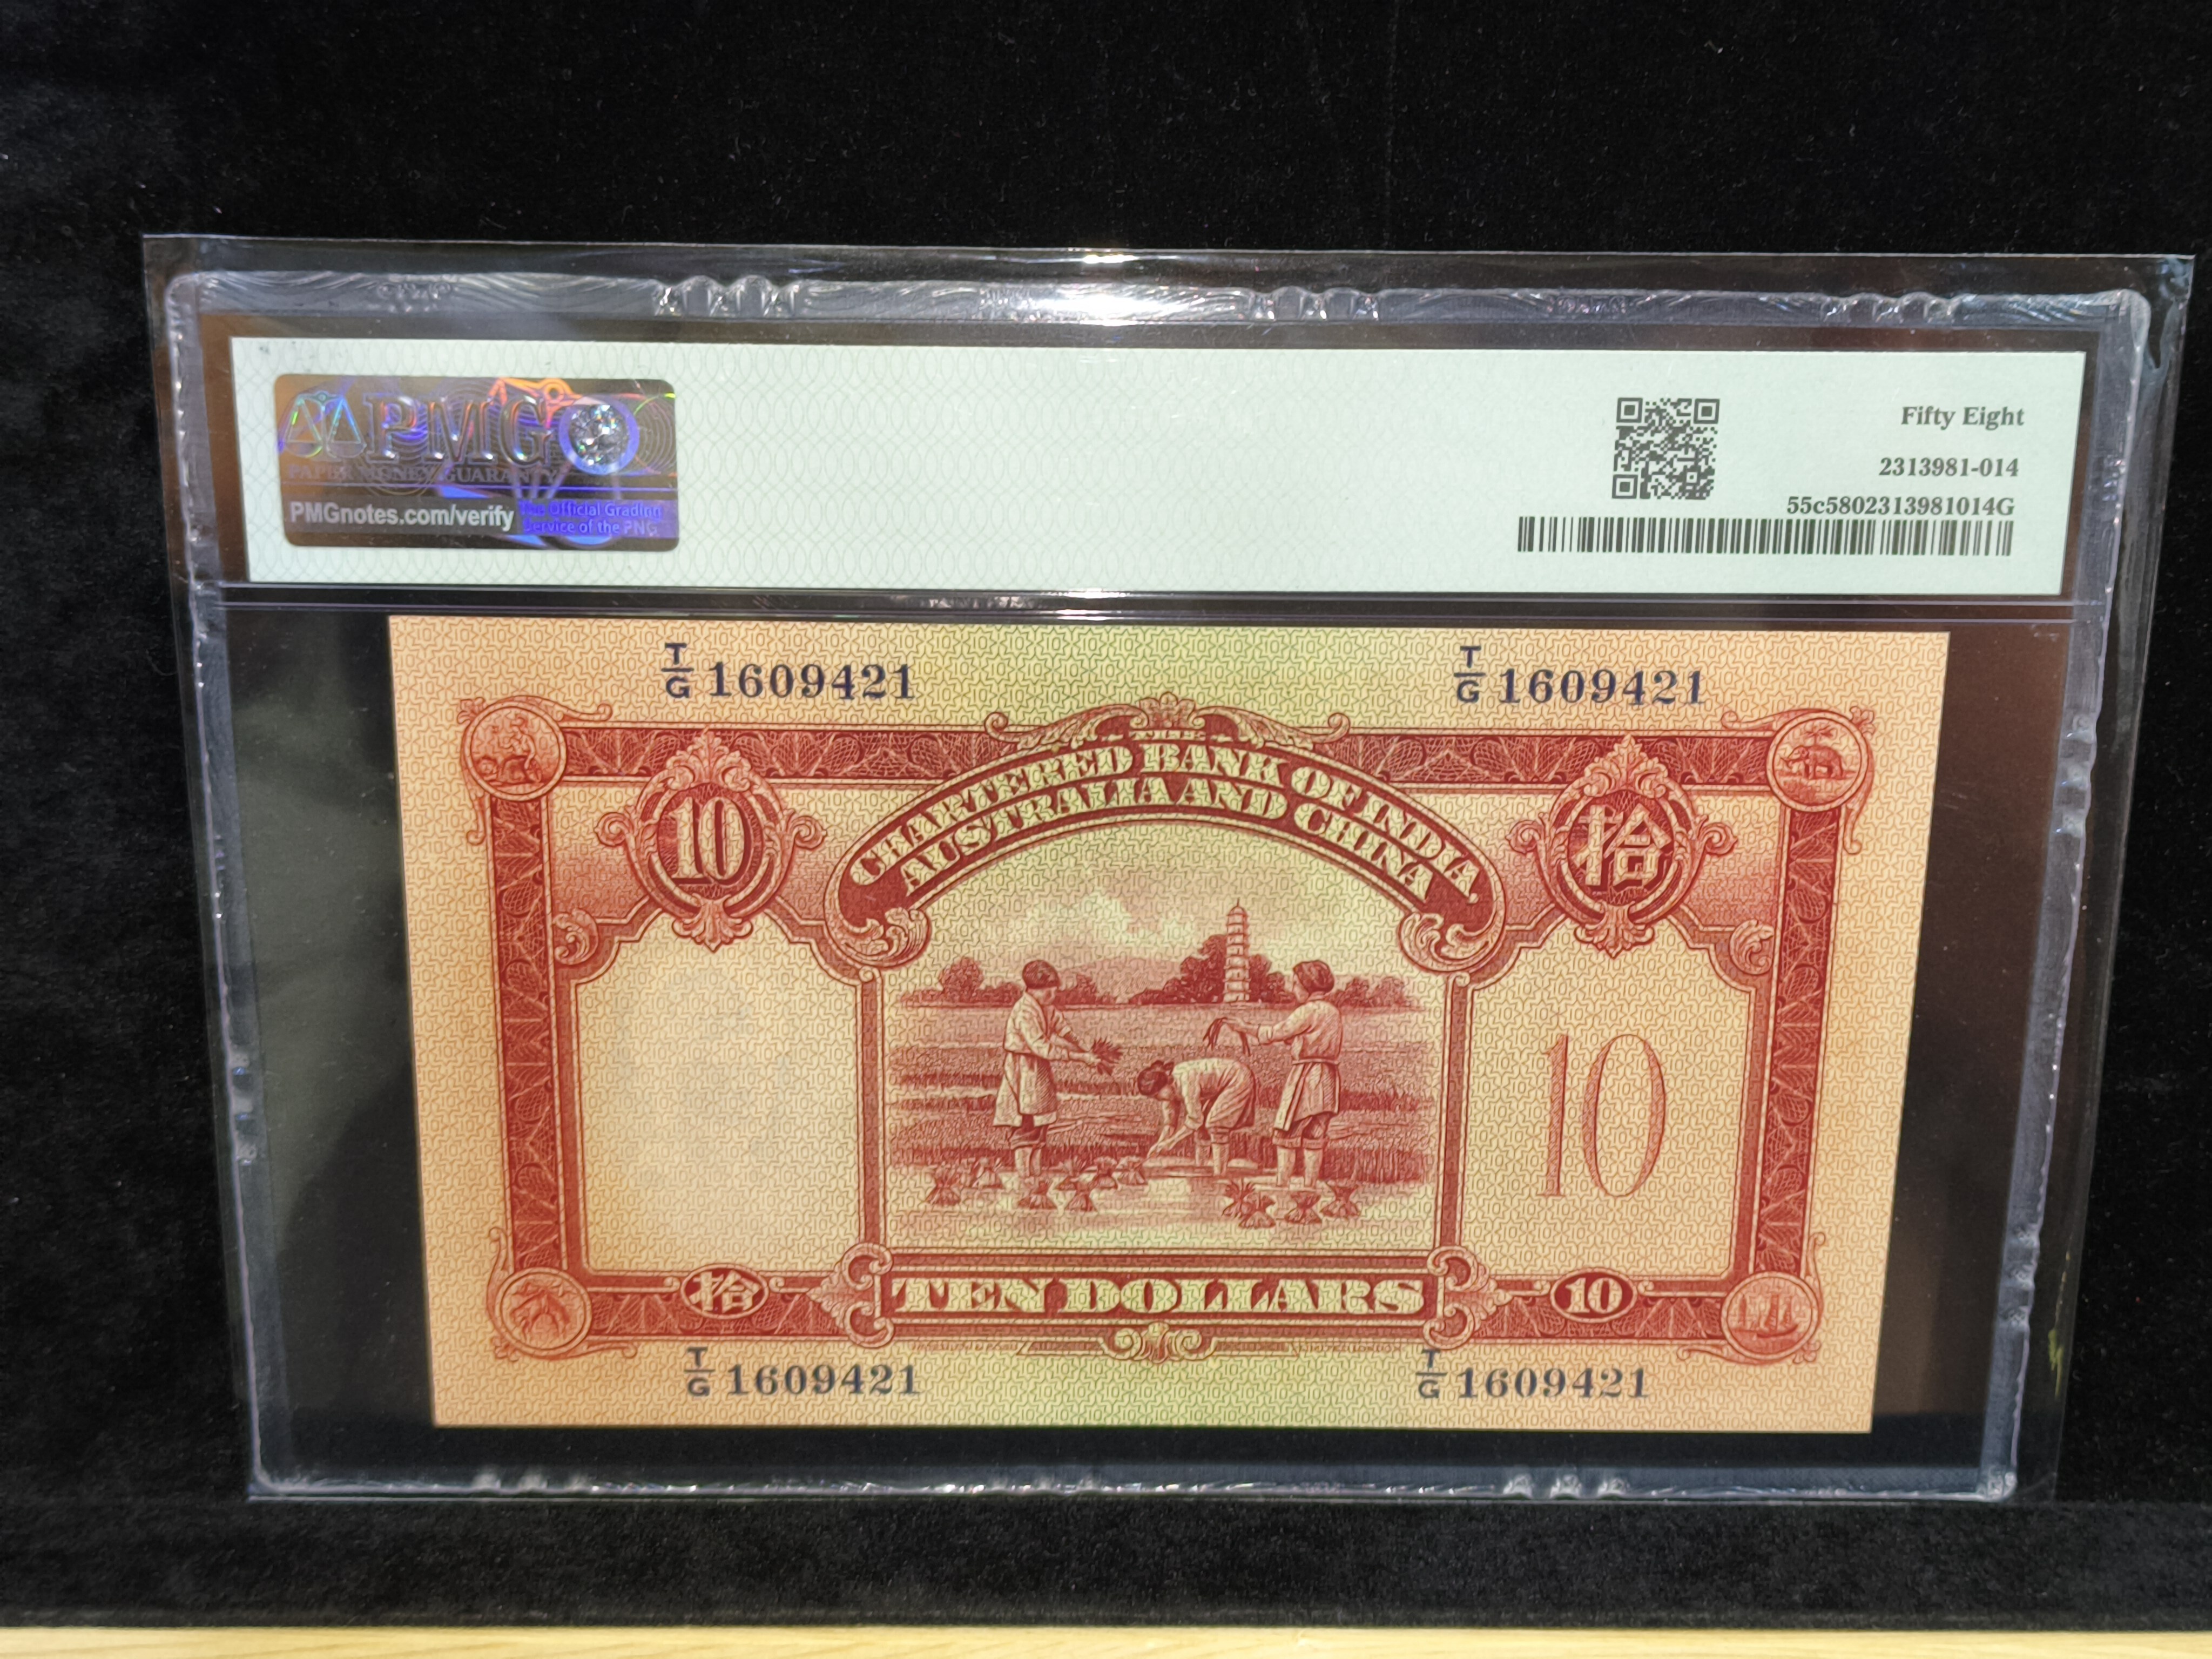 PMG
PAPER MONEY GUARANTY
PMGnotes.com/verify
The Official Grading
Service of the PNG
Fifty Eight
2313981-014
55c5802313981014G
T/G 1609421
T/G 1609421
THE
CHARTERED BANK OF INDIA,
AUSTRALIA AND CHINA
10
拾
10
拾
TEN DOLLARS
10
T/G 1609421
T/G 1609421